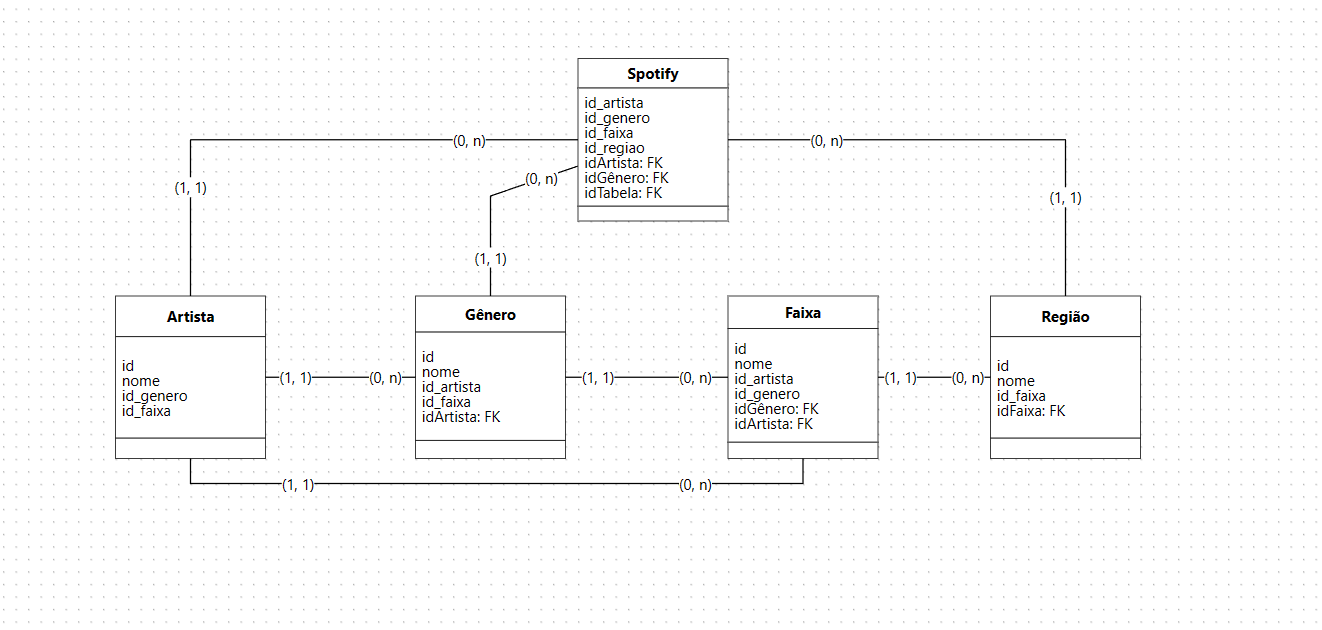 Spotify
id_artista
id_genero
id_faixa
id_regiao
idArtista: FK
idGênero: FK
idTabela: FK
(0, n)
(0, n)
(0, n)
(1, 1)
(1, 1)
(1, 1)
Artista
id
nome
id_genero
id_faixa
(1, 1)
(0, n)
Gênero
id
nome
id_artista
id_faixa
idArtista: FK
(1, 1)
(0, n)
Faixa
id
nome
id_artista
id_genero
idGênero: FK
idArtista: FK
(1, 1)
(0, n)
Região
id
nome
id_faixa
idFaixa: FK
(1, 1)
(0, n)